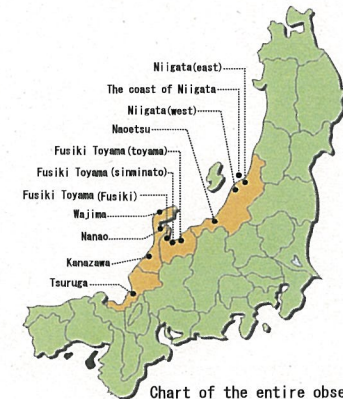 Niigata(east)
The coast of Niigata
Niigata(west)
Naoetsu
Fusiki Toyama(toyama)
Fusiki Toyama(sinminato)
Fusiki Toyama(Fusiki)
Wajima
Nanao
Kanazawa
Tsuruga
Chart of the entire obse